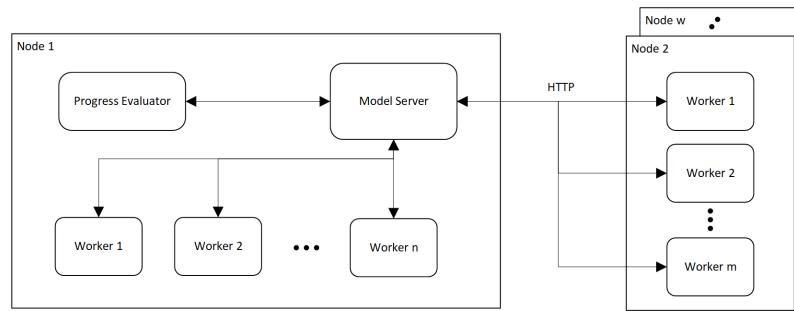 Node w
Node 1
Node 2
HTTP
Progress Evaluator
Model Server
Worker 1
Worker 2
Worker 1
Worker 2
Worker n
Worker m